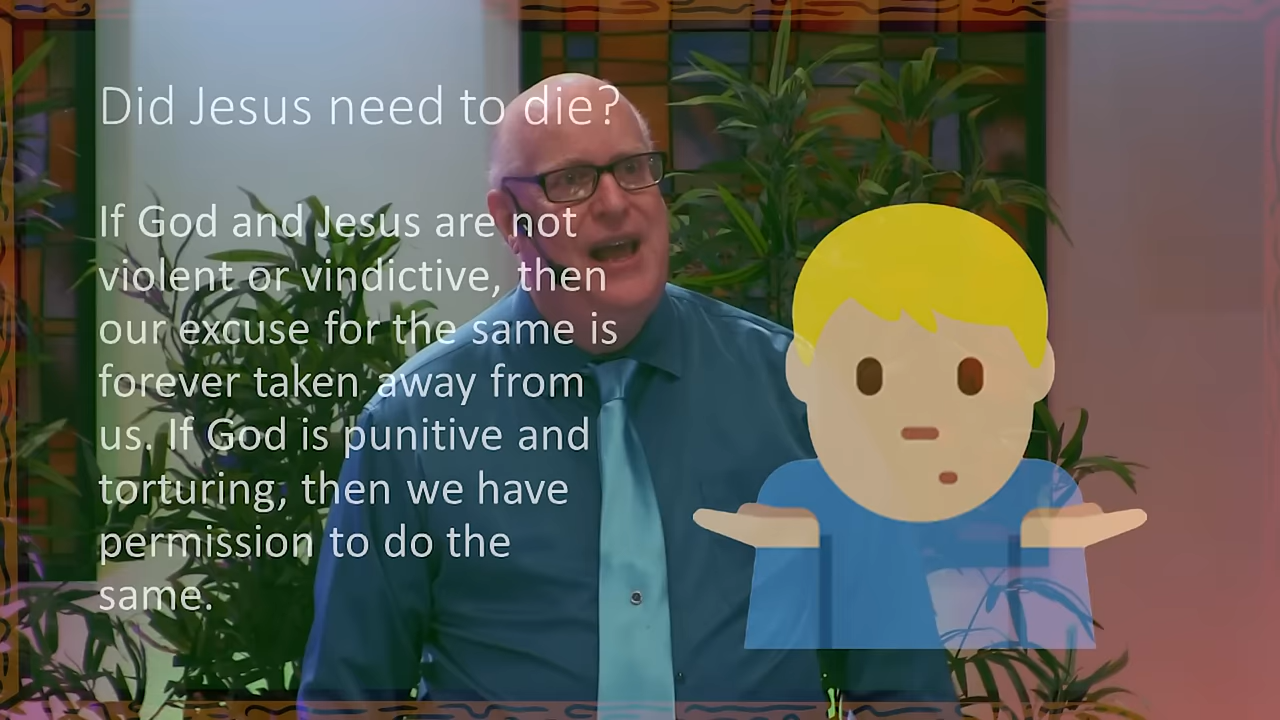 Did Jesus need to die?
If God and Jesus are not
violent or vindictive, then
our excuse for the same is
forever taken away from
us. If God is punitive and
torturing, then we have
permission to do the
same.